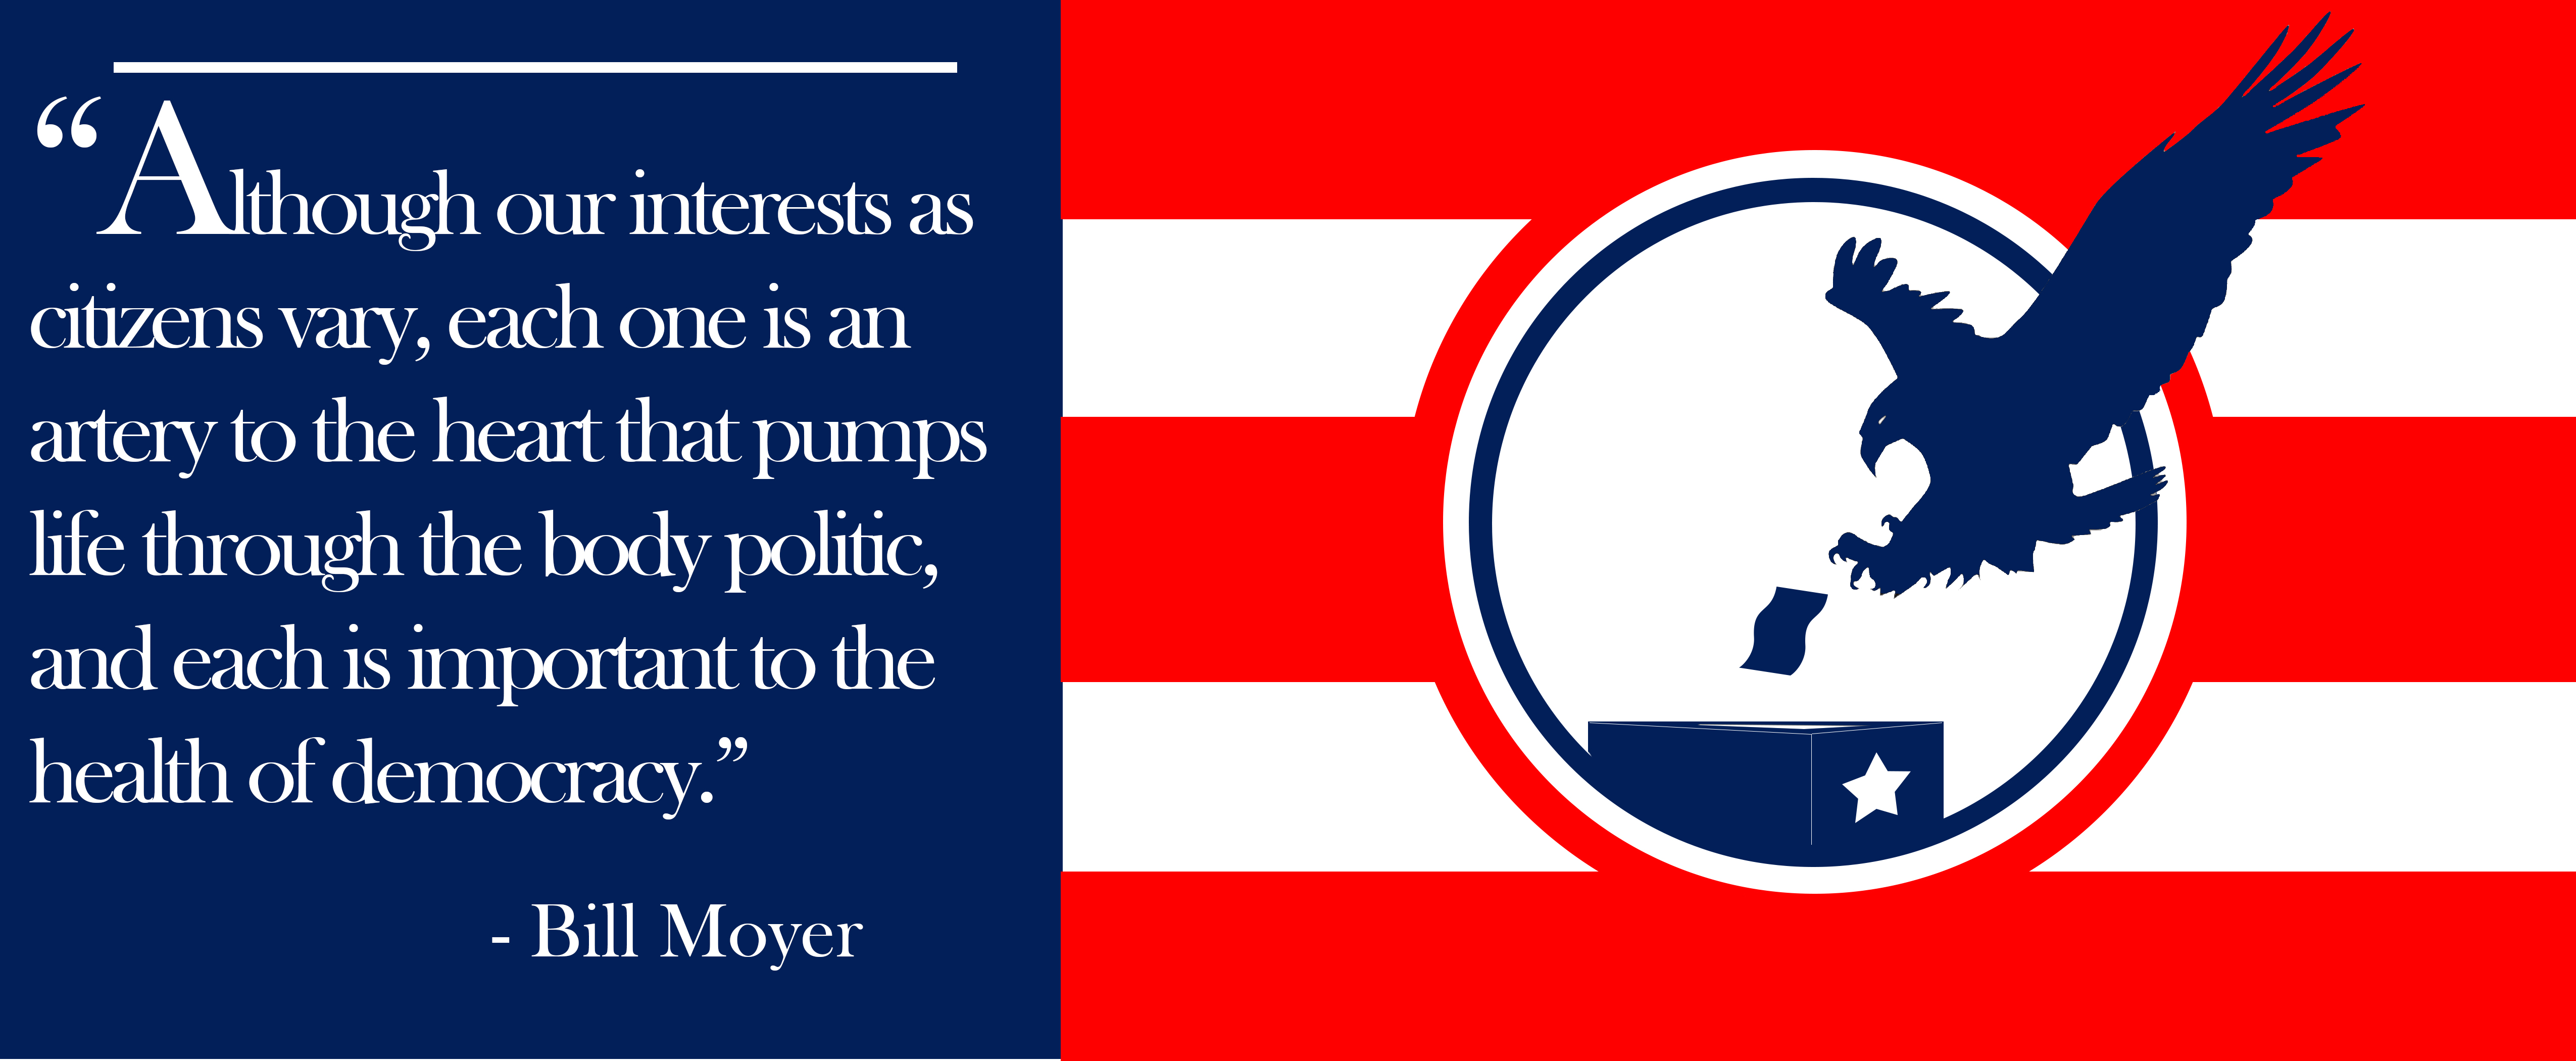 “Although our interests as
citizens vary, each one is an
artery to the heart that pumps
life through the body politic,
and each is important to the
health of democracy.”
- Bill Moyer